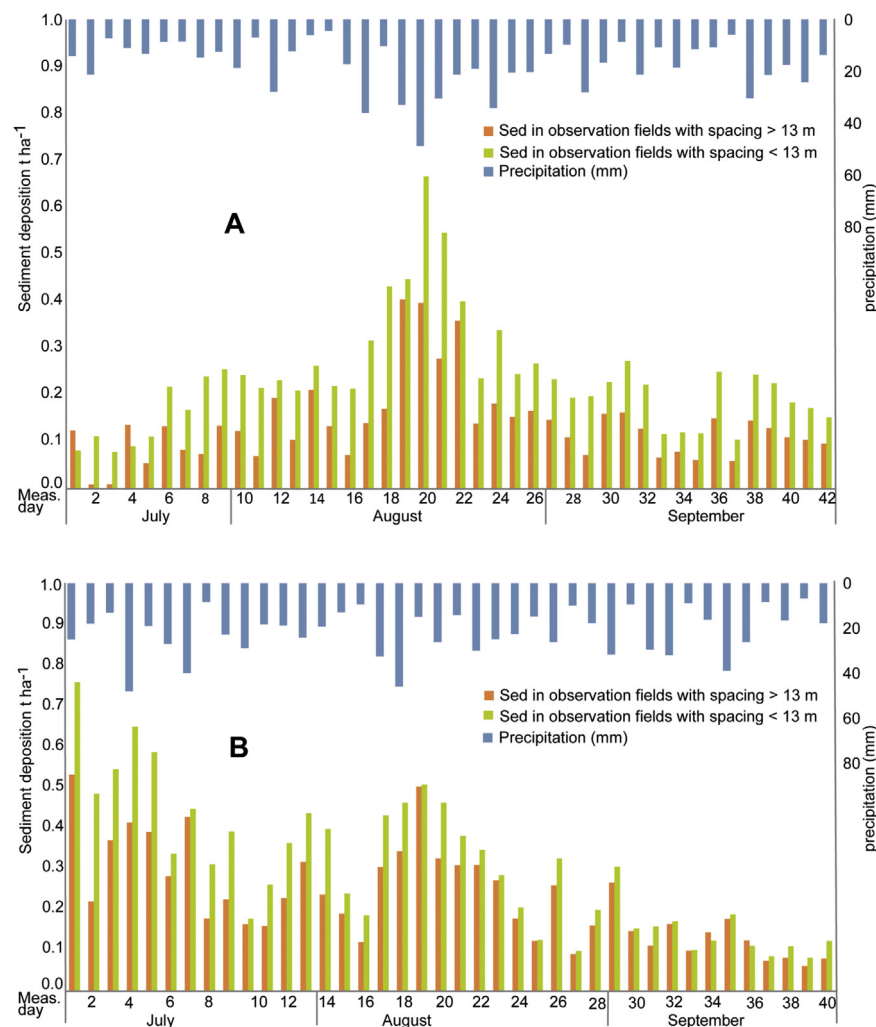 1.0
0.9
0.8
0.7
0.6
1.0
0.5
0.4
0.3
0.2
0.1
0.0
Sediment deposition t ha⁻¹
0
20
40
60
80
precipitation (mm)
Sed in observation fields with spacing > 13 m
Sed in observation fields with spacing < 13 m
Precipitation (mm)
A
Meas. day
2 4 6 8 10 12 14 16 18 20 22 24 26 28 30 32 34 36 38 40 42
July August September
1.0
0.9
0.8
0.7
0.6
0.5
0.4
0.3
0.2
0.1
0.0
Sediment deposition t ha⁻¹
0
20
40
60
80
precipitation (mm)
Sed in observation fields with spacing > 13 m
Sed in observation fields with spacing < 13 m
Precipitation (mm)
B
Meas. day
2 4 6 8 10 12 14 16 18 20 22 24 26 28 30 32 34 36 38 40
July August September